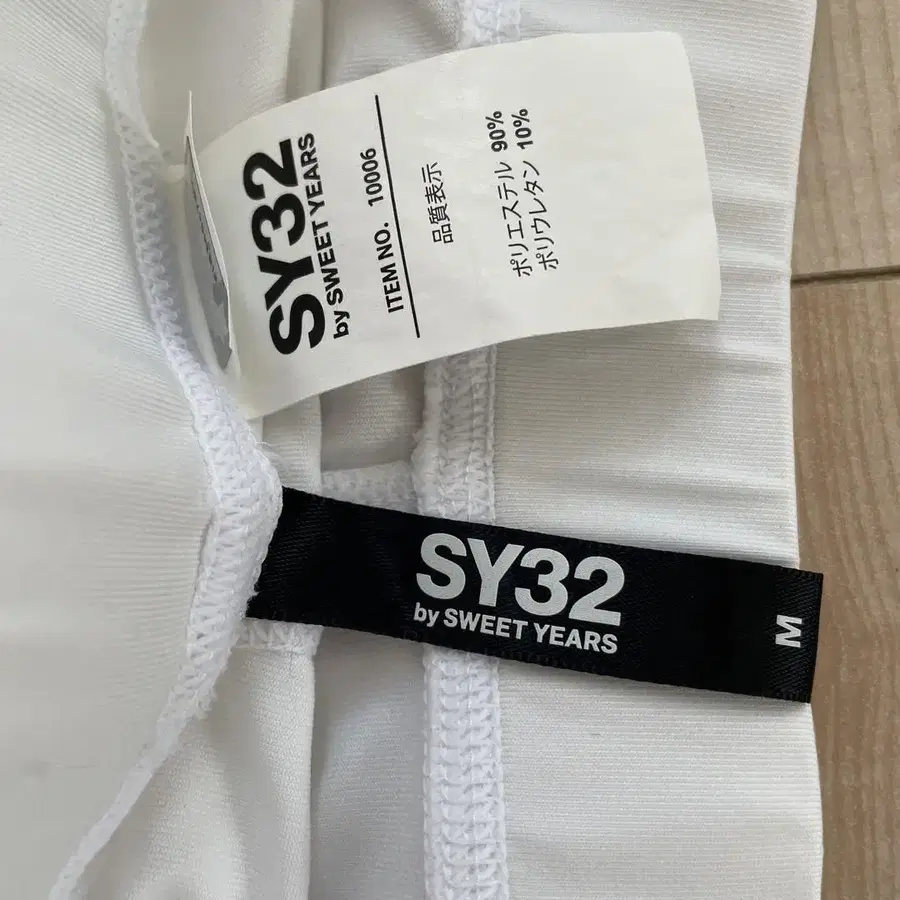 SY32
by SWEET YEARS
ITEM NO. 10006
品質表示
ポリエステル 90%
ポリウレタン 10%
SY32
by SWEET YEARS
M